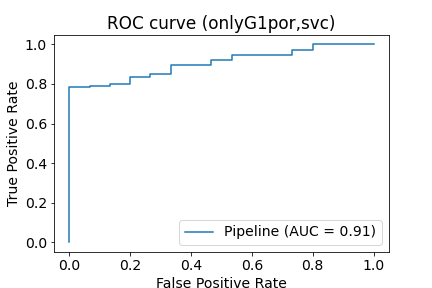 ROC curve (onlyG1por,svc)
True Positive Rate
1.0
0.8
0.6
0.4
0.2
0.0
Pipeline (AUC = 0.91)
0.0 0.2 0.4 0.6 0.8 1.0
False Positive Rate